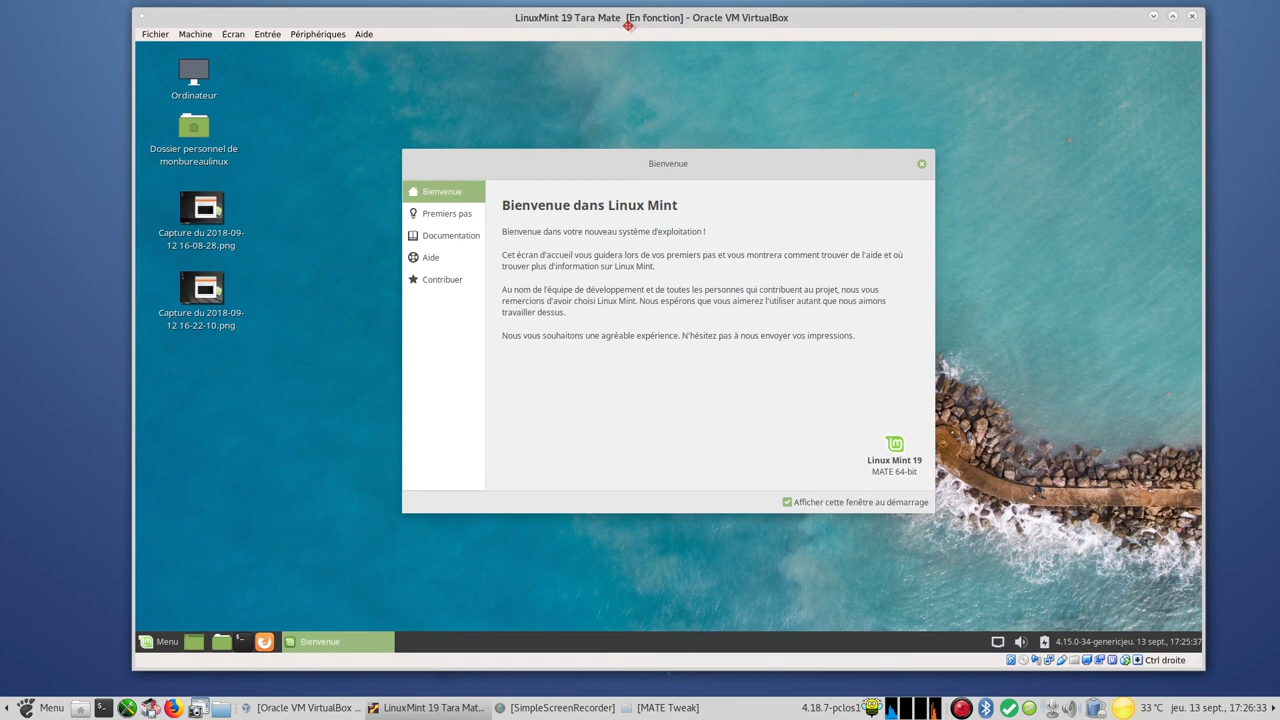 LinuxMint 19 Tara Mate  [En fonction] - Oracle VM VirtualBox
Fichier Machine Écran Entrée Périphériques Aide
Ordinateur
Dossier personnel de
monbureaulinux
Capture du 2018-09-
12 16-08-28.png
Capture du 2018-09-
12 16-22-10.png
Bienvenue
Bienvenue
Premiers pas
Documentation
Aide
Contribuer
Bienvenue dans Linux Mint
Bienvenue dans votre nouveau système d'exploitation !
Cet écran d'accueil vous guidera lors de vos premiers pas et vous montrera comment trouver de l'aide et où
trouver plus d'information sur Linux Mint.
Au nom de l'équipe de développement et de toutes les personnes qui contribuent au projet, nous vous
remercions d'avoir choisi Linux Mint. Nous espérons que vous aimerez l'utiliser autant que nous aimons
travailler dessus.
Nous vous souhaitons une agréable expérience. N'hésitez pas à nous envoyer vos impressions.
Linux Mint 19
MATE 64-bit
Afficher cette fenêtre au démarrage
Menu Bienvenue 4.15.0-34-genericjeu. 13 sept., 17:25:37
Ctrl droite
Menu [Oracle VM VirtualBox ... LinuxMint 19 Tara Mat... [SimpleScreenRecorder] [MATE Tweak] 4.18.7-pclos1 33 °C jeu. 13 sept., 17:26:33